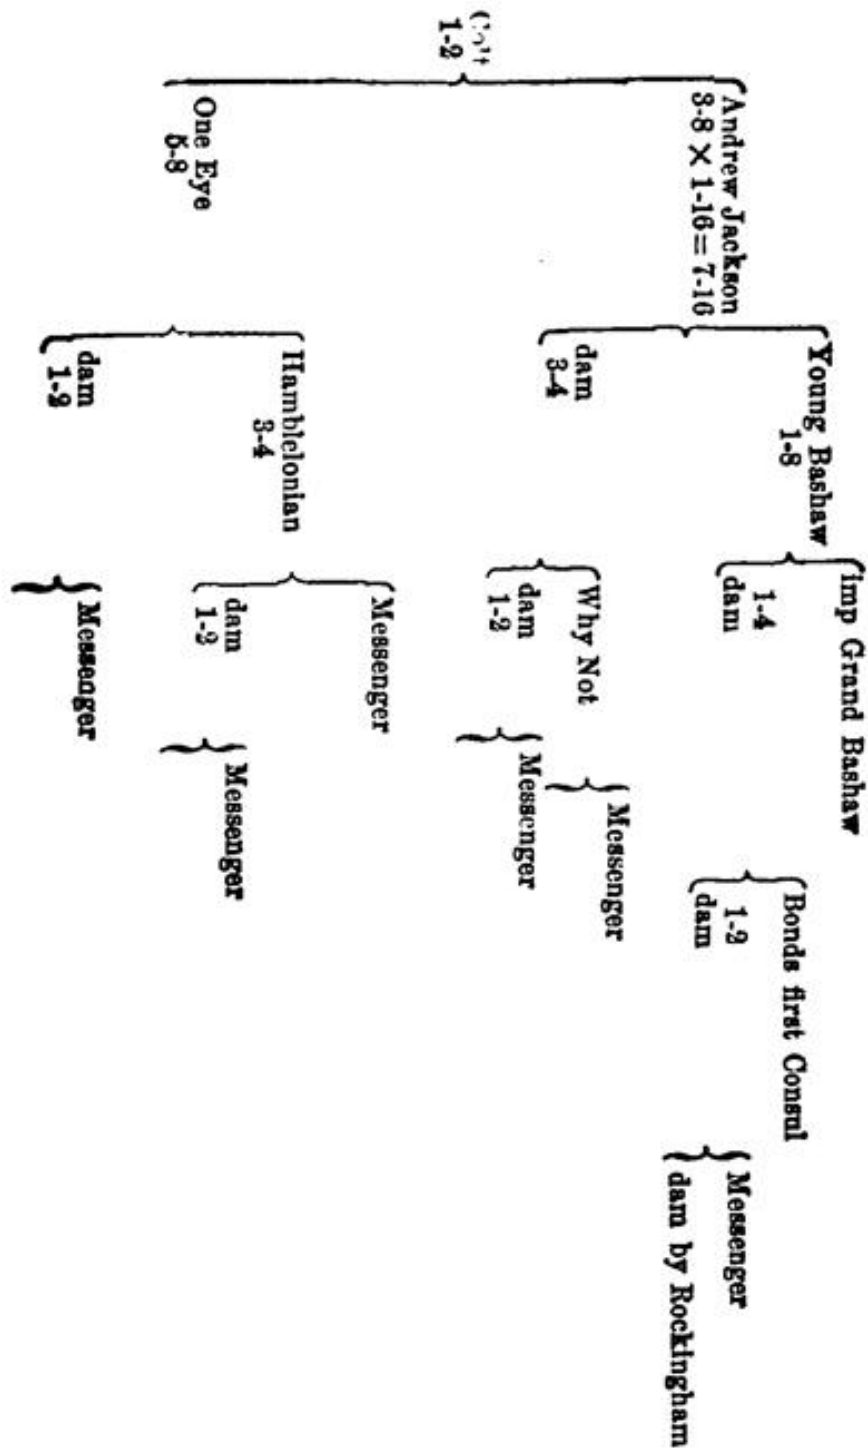 imp Grand Bashaw
Young Bashaw
1-8
1-4
dam
Bonds first Consul
1-2
dam
Messenger
dam by Rockingham
Andrew Jackson
3-8 × 1-16 = 7-16
dam
3-4
Why Not
Messenger
dam
1-2
Messenger
1-2
Messenger
Hamblelonian
3-4
dam
1-2
Messenger
One Eye
5-8
dam
1-2
Messenger